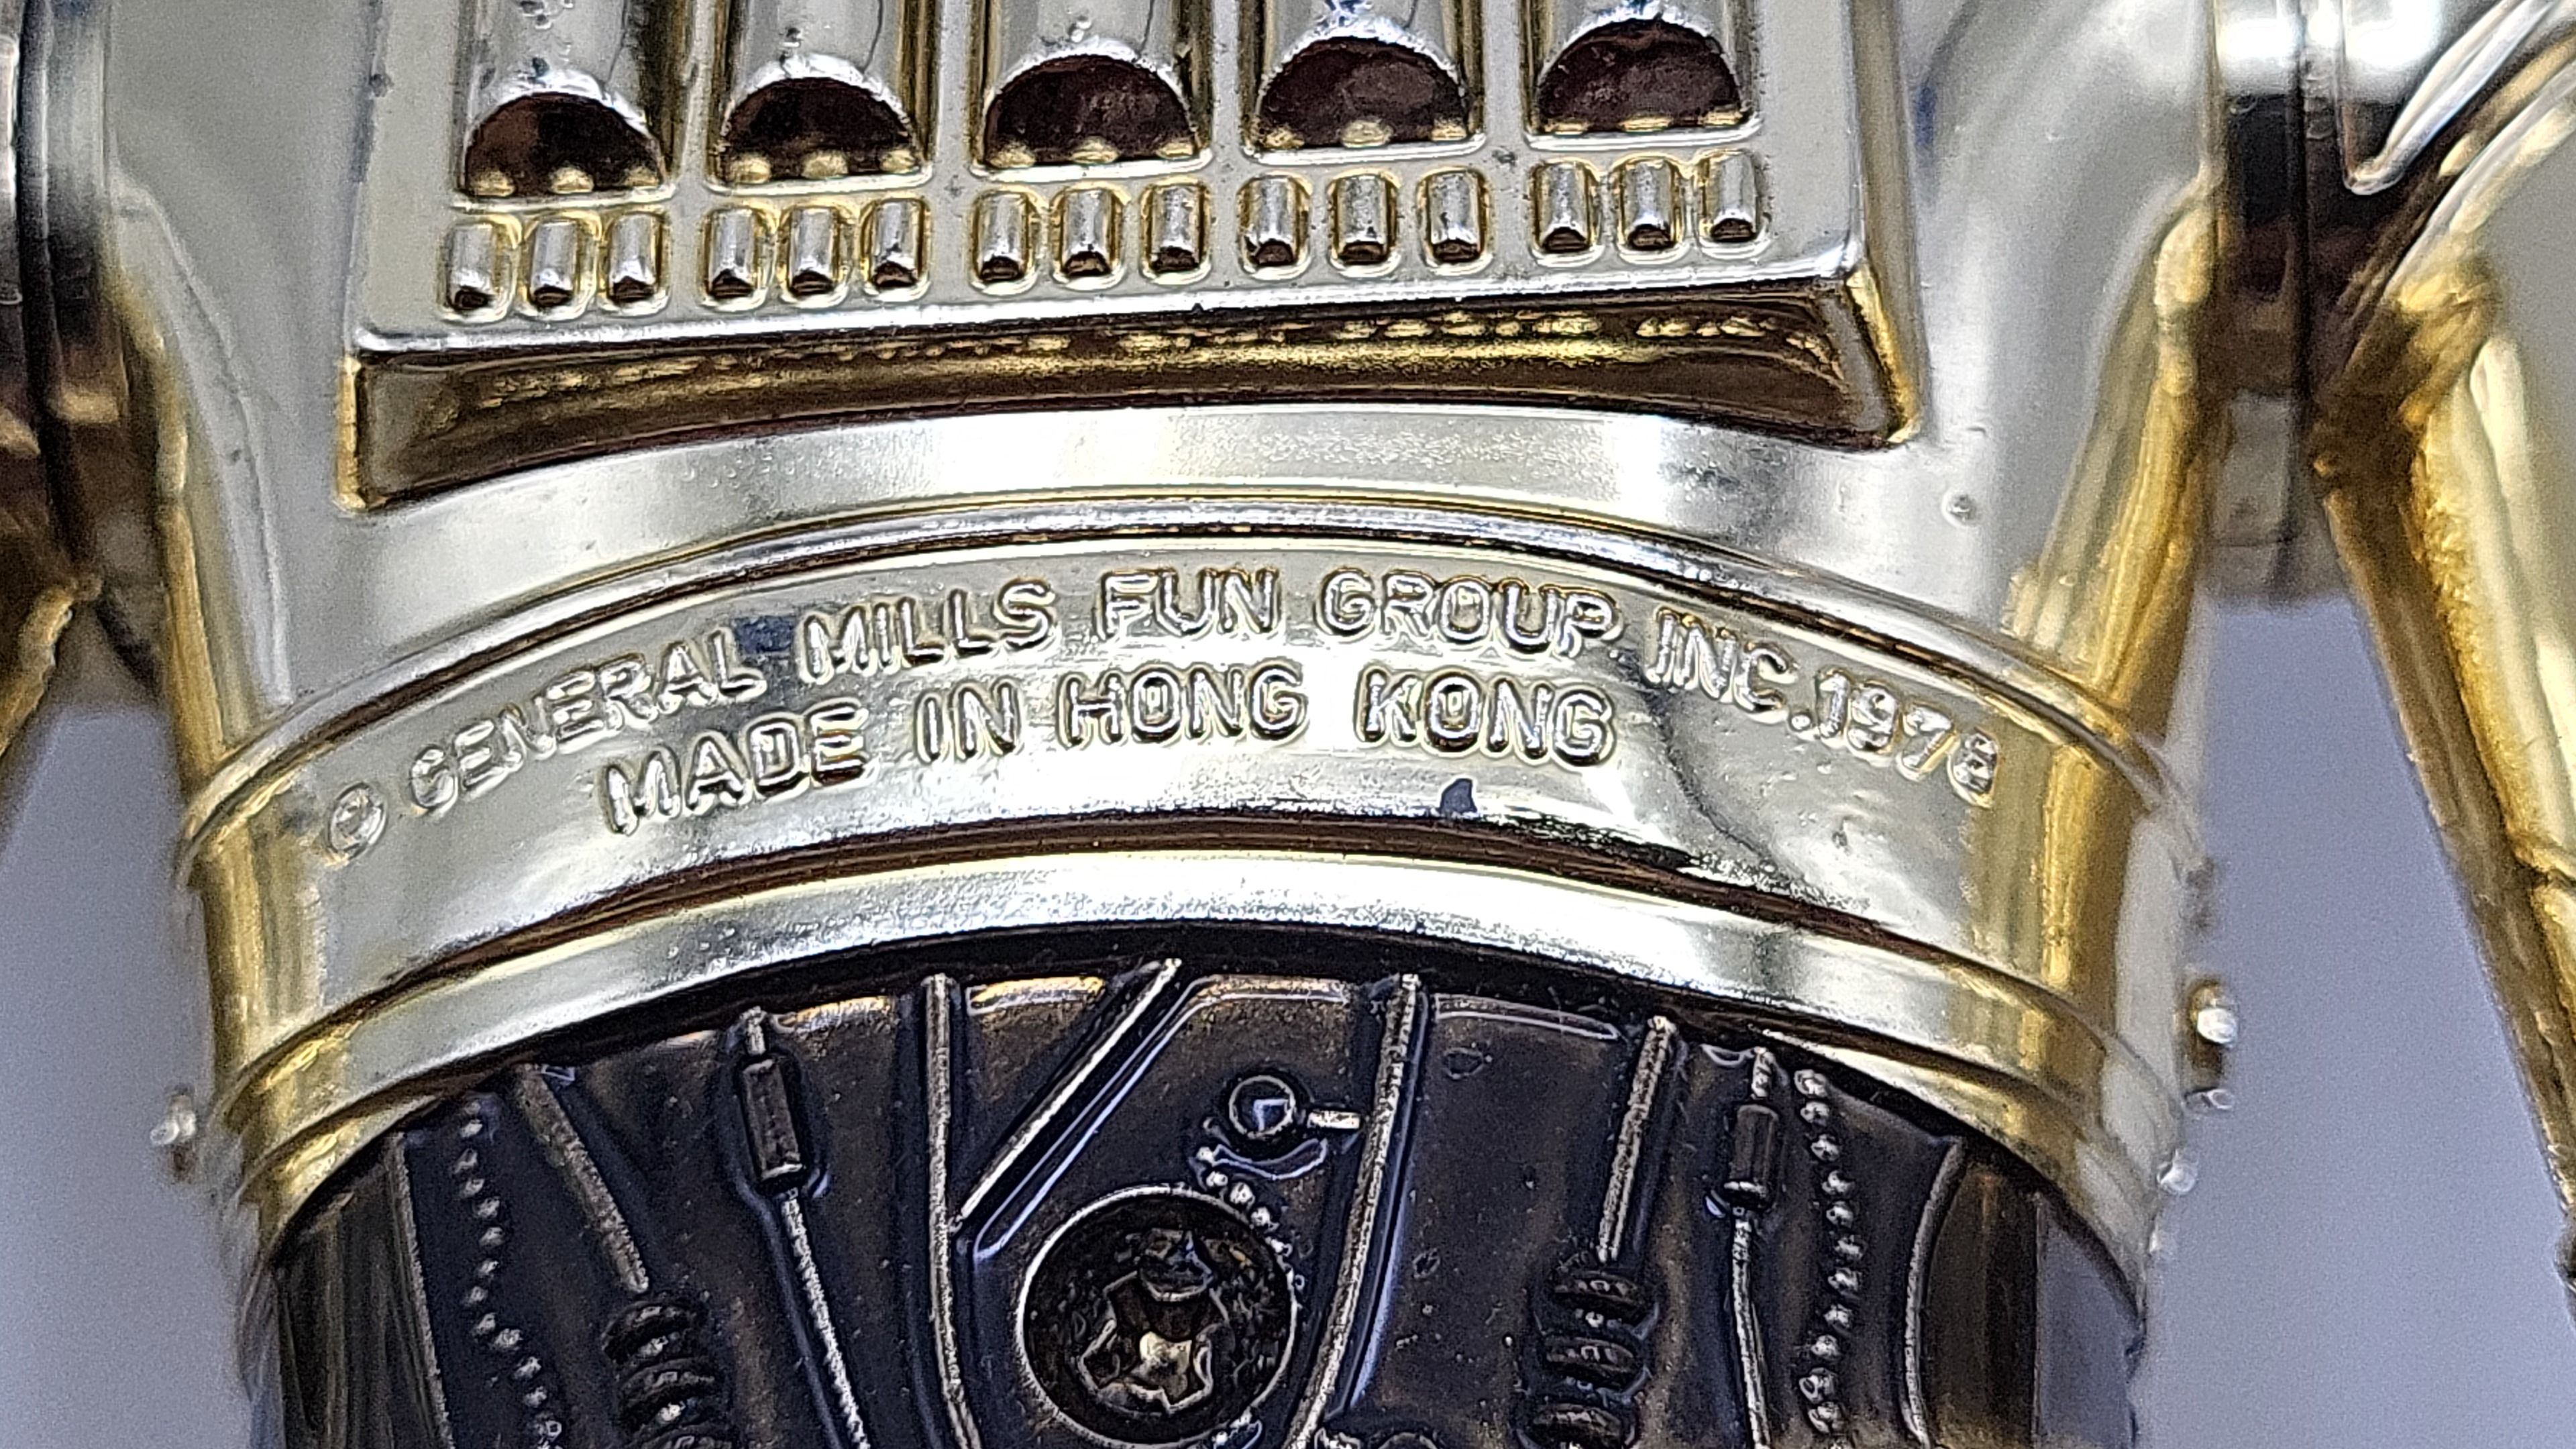 © GENERAL MILLS FUN GROUP. INC.1978
MADE IN HONG KONG